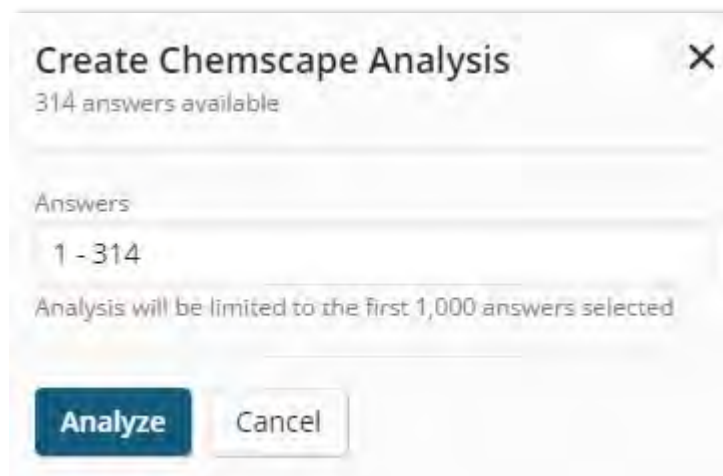 Create Chemscape Analysis
314 answers available
Answers
1 - 314
Analysis will be limited to the first 1,000 answers selected
Analyze Cancel